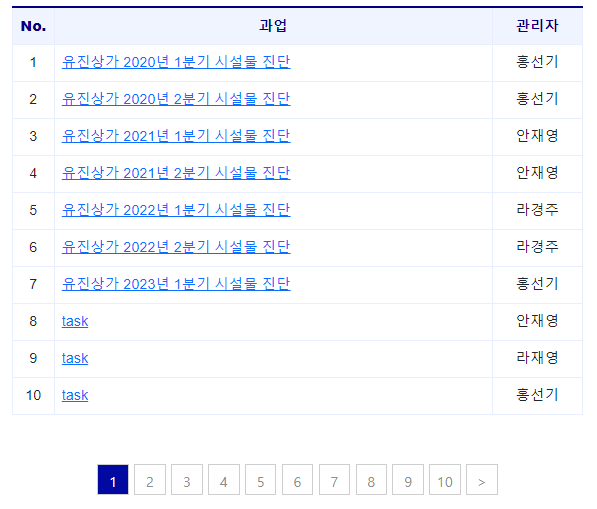 No. 과업 관리자
1 유진상가 2020년 1분기 시설물 진단 홍선기
2 유진상가 2020년 2분기 시설물 진단 홍선기
3 유진상가 2021년 1분기 시설물 진단 안재영
4 유진상가 2021년 2분기 시설물 진단 안재영
5 유진상가 2022년 1분기 시설물 진단 라경주
6 유진상가 2022년 2분기 시설물 진단 라경주
7 유진상가 2023년 1분기 시설물 진단 홍선기
8 task 안재영
9 task 라재영
10 task 홍선기
1 2 3 4 5 6 7 8 9 10 >